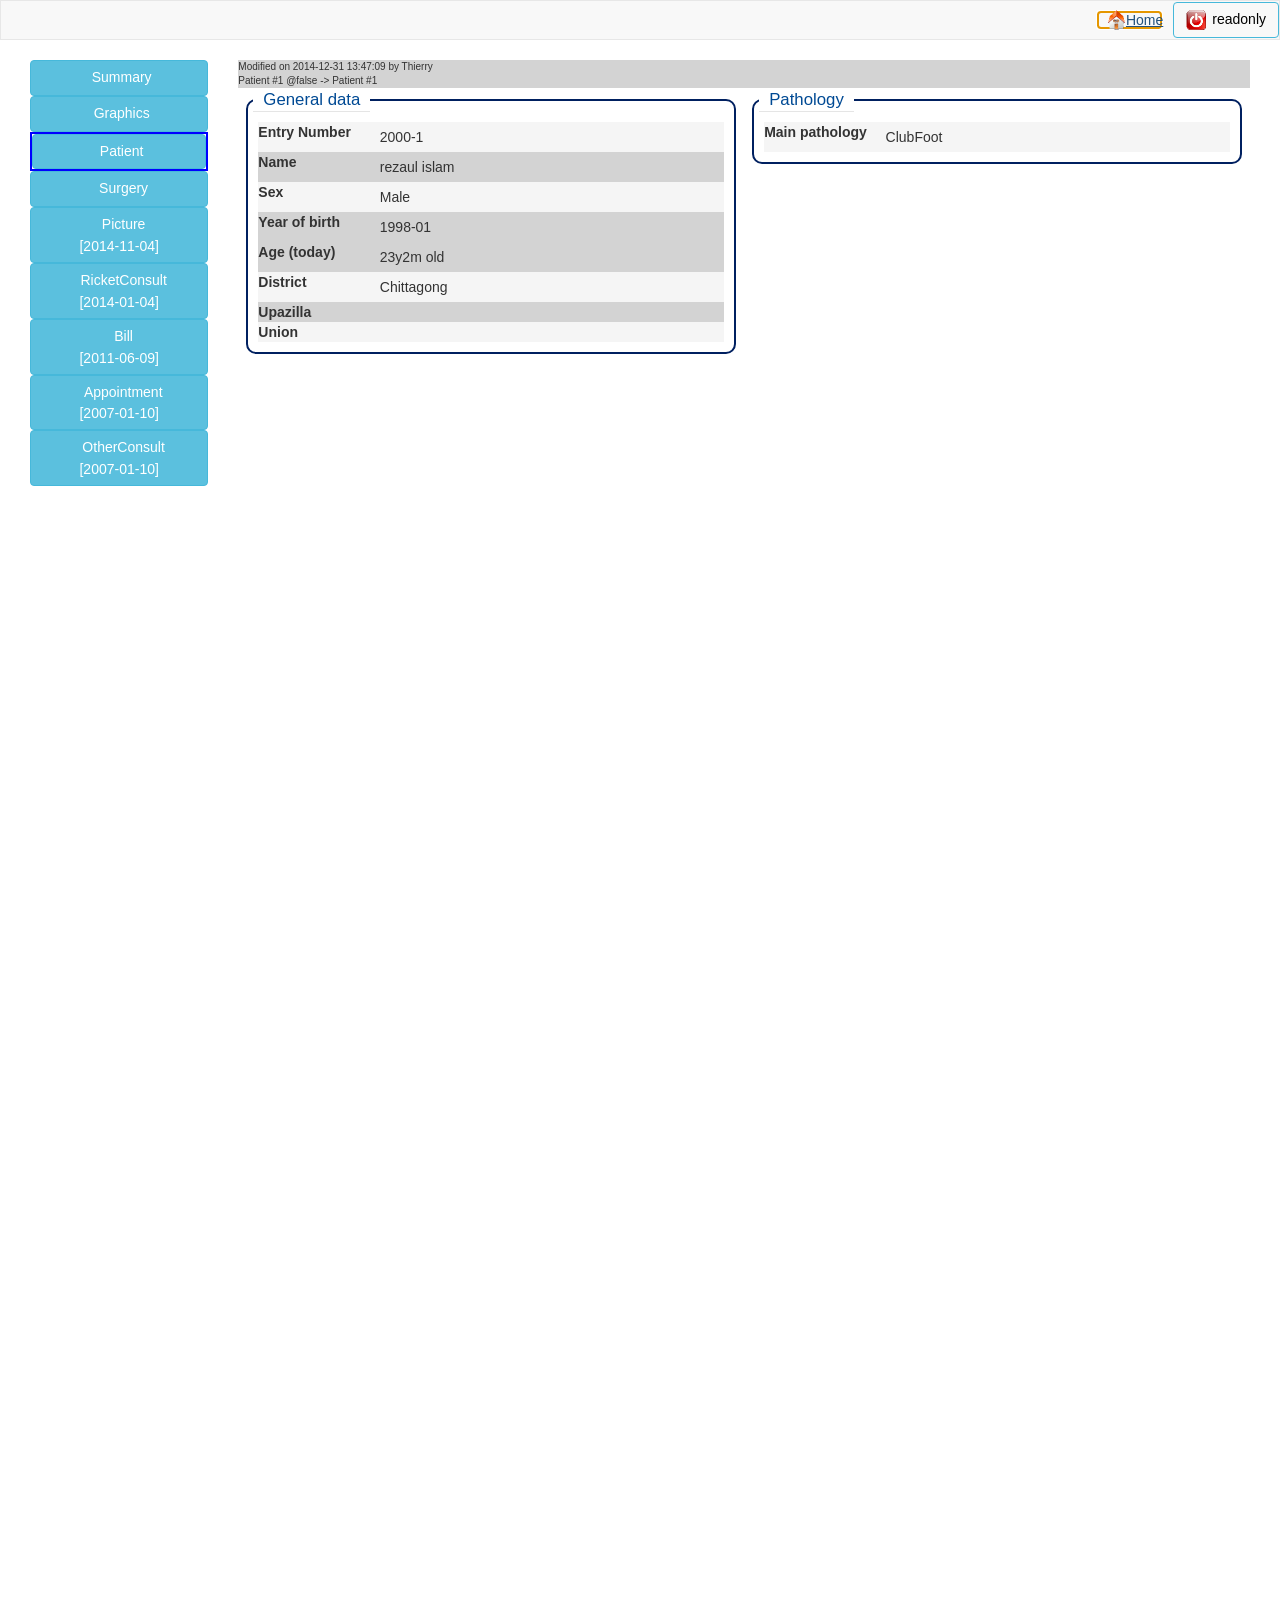 Home
readonly
Summary
Graphics
Patient
Surgery
Picture
[2014-11-04]
RicketConsult
[2014-01-04]
Bill
[2011-06-09]
Appointment
[2007-01-10]
OtherConsult
[2007-01-10]
Modified on 2014-12-31 13:47:09 by Thierry
Patient #1 @false -> Patient #1
General data
Entry Number 2000-1
Name rezaul islam
Sex Male
Year of birth 1998-01
Age (today) 23y2m old
District Chittagong
Upazilla
Union
Pathology
Main pathology ClubFoot